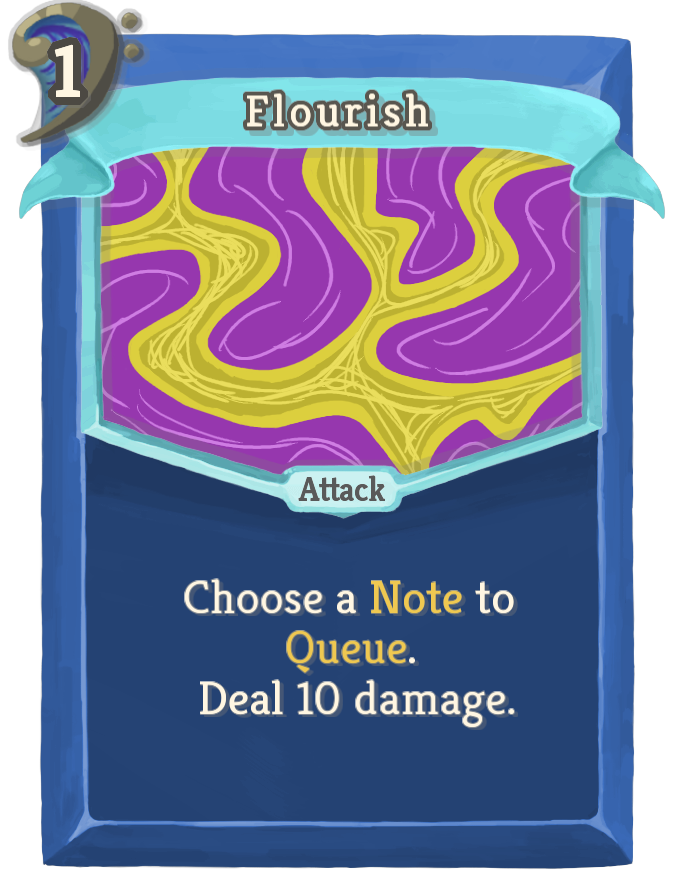 1
Flourish
Attack
Choose a Note to
Queue.
Deal 10 damage.